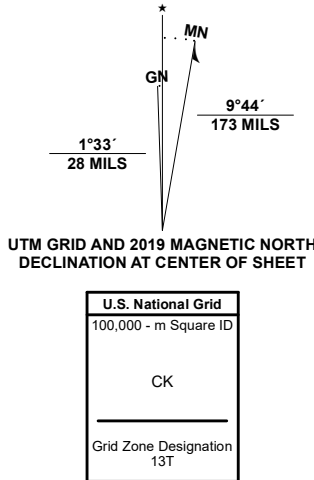 MN
GN
9°44´
173 MILS
1°33´
28 MILS
UTM GRID AND 2019 MAGNETIC NORTH
DECLINATION AT CENTER OF SHEET
U.S. National Grid
100,000 - m Square ID
CK
Grid Zone Designation
13T